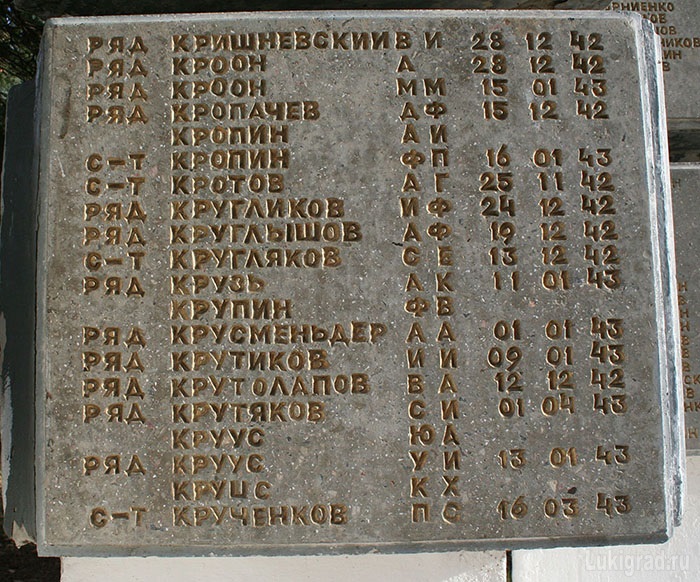 РЯД КРИШНЕВСКИЙ В И 28 12 42
РЯД КРООН А 28 12 42
РЯД КРООН М М 15 01 43
РЯД КРОПАЧЕВ Д Ф 15 12 42
КРОПИН А И
С-Т КРОПИН Ф П 16 01 43
С-Т КРОТОВ А Г 25 11 42
РЯД КРУГЛИКОВ И Ф 24 12 42
РЯД КРУГЛЫШОВ А Ф 19 12 42
С-Т КРУГЛЯКОВ С Е 13 12 42
РЯД КРУЗЬ А К 11 01 43
КРУПИН Ф В
РЯД КРУСМЕНЬДЕР А А 01 01 43
РЯД КРУТИКОВ И И 09 01 43
РЯД КРУТОЛАПОВ В А 12 12 42
РЯД КРУТЯКОВ С И 01 04 43
КРУУС Ю А
РЯД КРУУС У И 13 01 43
КРУЦС К Х
С-Т КРУЧЕНКОВ П С 16 03 43
Lukigrad.ru